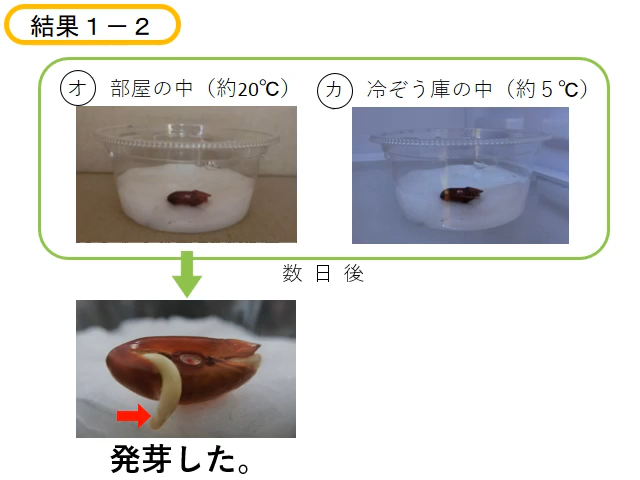 結果１－２
オ 部屋の中（約20℃）
カ 冷ぞう庫の中（約５℃）
数日後
発芽した。